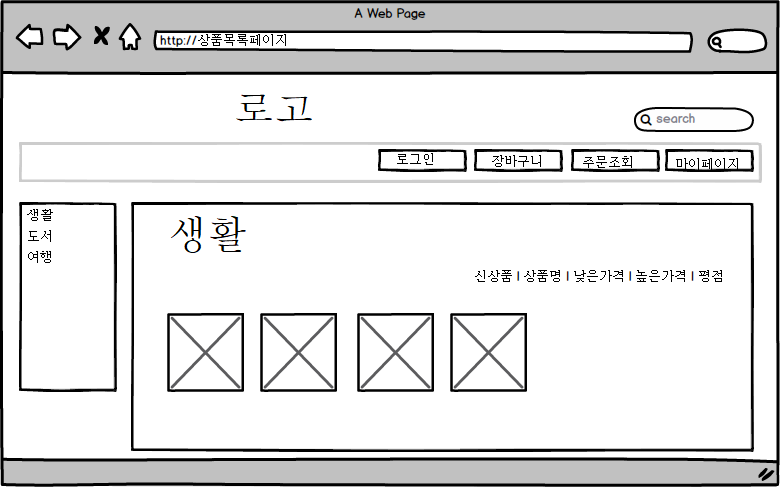 A Web Page
http://상품목록페이지
로고
search
로그인 장바구니 주문조회 마이페이지
생활
도서
여행
생활
신상품 | 상품명 | 낮은가격 | 높은가격 | 평점